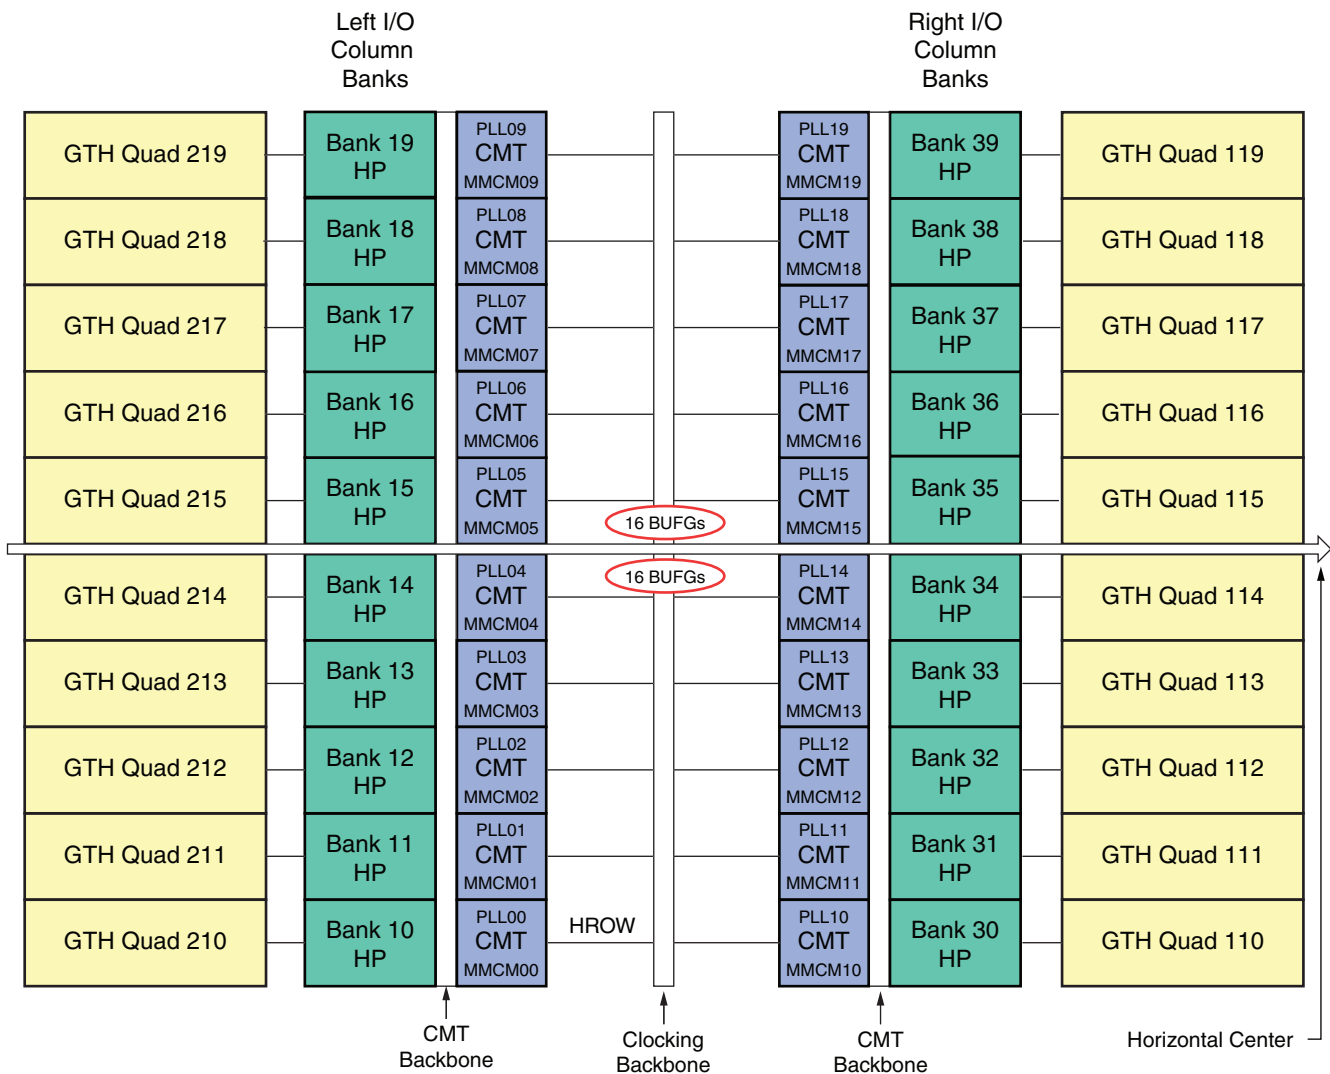 Left I/O
Column
Banks
Right I/O
Column
Banks
GTH Quad 219
Bank 19
HP
PLL09
CMT
MMCM09
PLL19
CMT
MMCM19
Bank 39
HP
GTH Quad 119
GTH Quad 218
Bank 18
HP
PLL08
CMT
MMCM08
PLL18
CMT
MMCM18
Bank 38
HP
GTH Quad 118
GTH Quad 217
Bank 17
HP
PLL07
CMT
MMCM07
PLL17
CMT
MMCM17
Bank 37
HP
GTH Quad 117
GTH Quad 216
Bank 16
HP
PLL06
CMT
MMCM06
PLL16
CMT
MMCM16
Bank 36
HP
GTH Quad 116
GTH Quad 215
Bank 15
HP
PLL05
CMT
MMCM05
16 BUFGs
PLL15
CMT
MMCM15
Bank 35
HP
GTH Quad 115
GTH Quad 214
Bank 14
HP
PLL04
CMT
MMCM04
16 BUFGs
PLL14
CMT
MMCM14
Bank 34
HP
GTH Quad 114
GTH Quad 213
Bank 13
HP
PLL03
CMT
MMCM03
PLL13
CMT
MMCM13
Bank 33
HP
GTH Quad 113
GTH Quad 212
Bank 12
HP
PLL02
CMT
MMCM02
PLL12
CMT
MMCM12
Bank 32
HP
GTH Quad 112
GTH Quad 211
Bank 11
HP
PLL01
CMT
MMCM01
PLL11
CMT
MMCM11
Bank 31
HP
GTH Quad 111
GTH Quad 210
Bank 10
HP
PLL00
CMT
MMCM00
HROW
PLL10
CMT
MMCM10
Bank 30
HP
GTH Quad 110
CMT
Backbone
Clocking
Backbone
CMT
Backbone
Horizontal Center